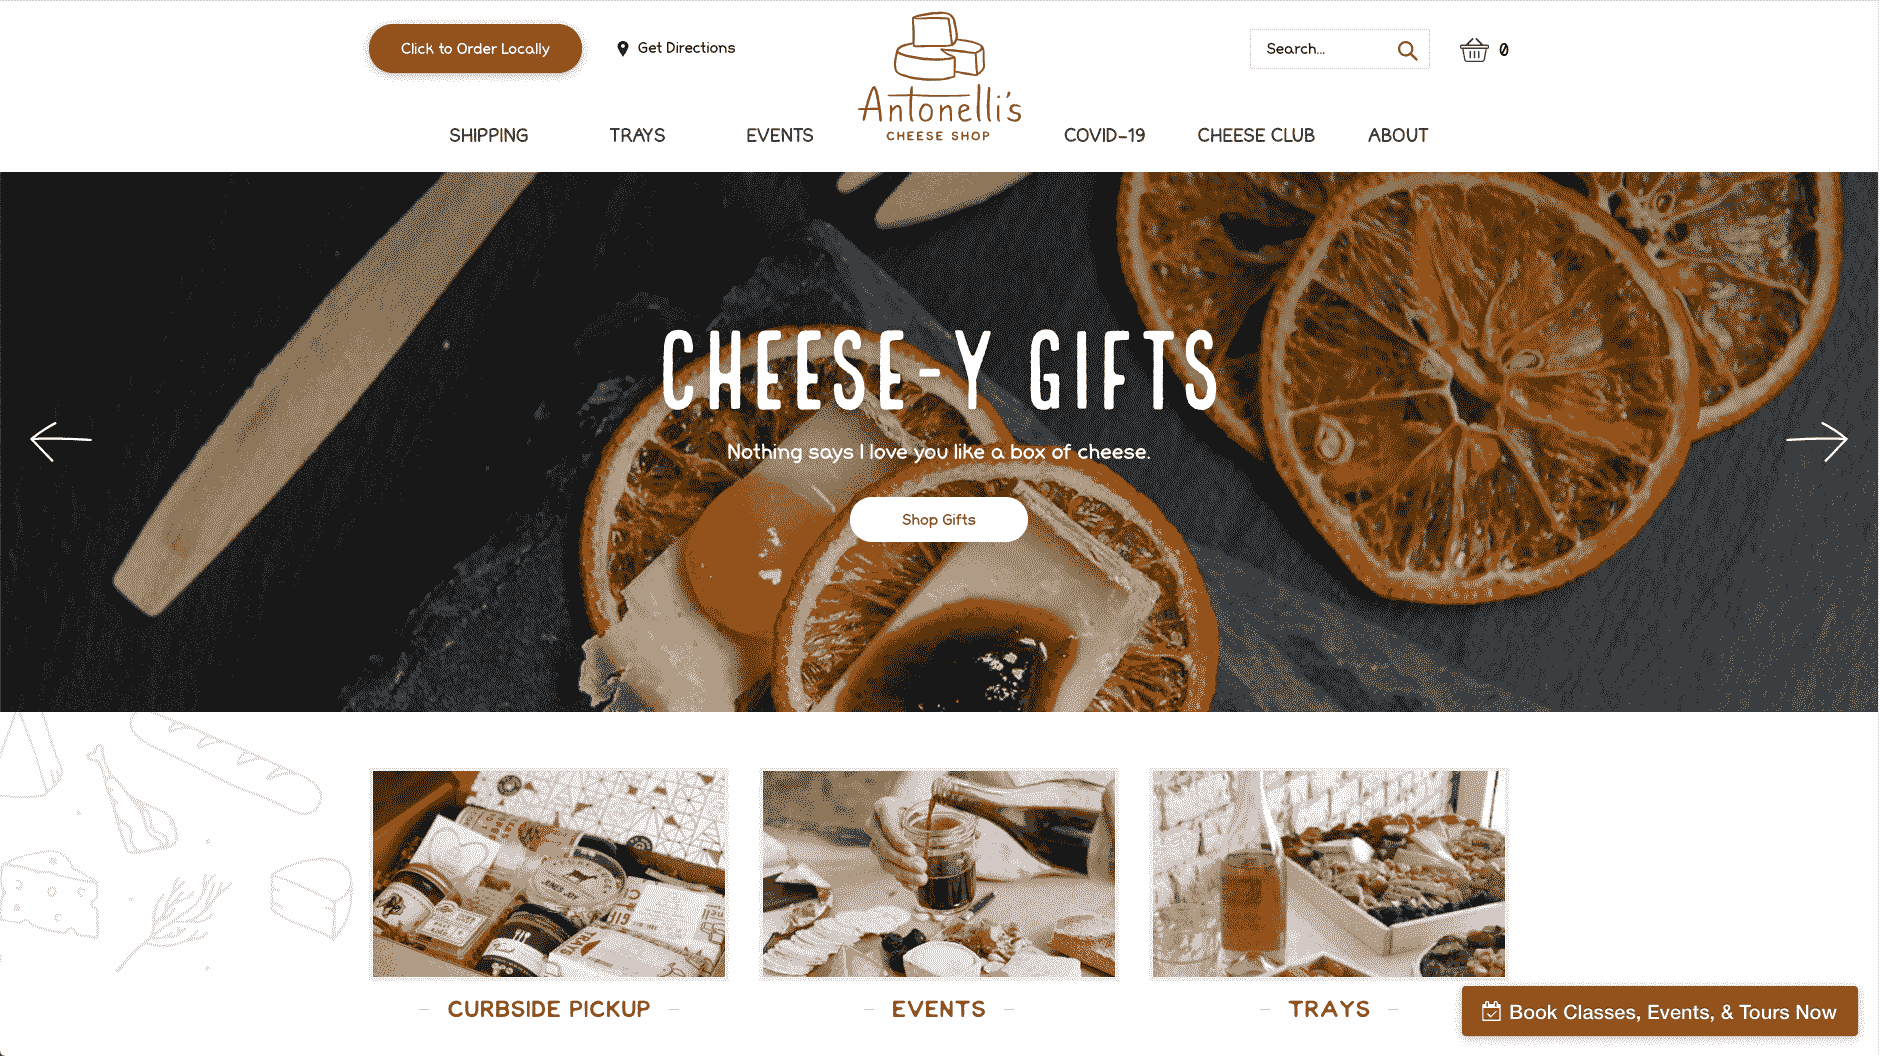 Click to Order Locally
Get Directions
Antonelli's
CHEESE SHOP
Search...
0
SHIPPING
TRAYS
EVENTS
COVID-19
CHEESE CLUB
ABOUT
CHEESE-Y GIFTS
Nothing says I love you like a box of cheese.
Shop Gifts
CURBSIDE PICKUP
EVENTS
TRAYS
Book Classes, Events, & Tours Now